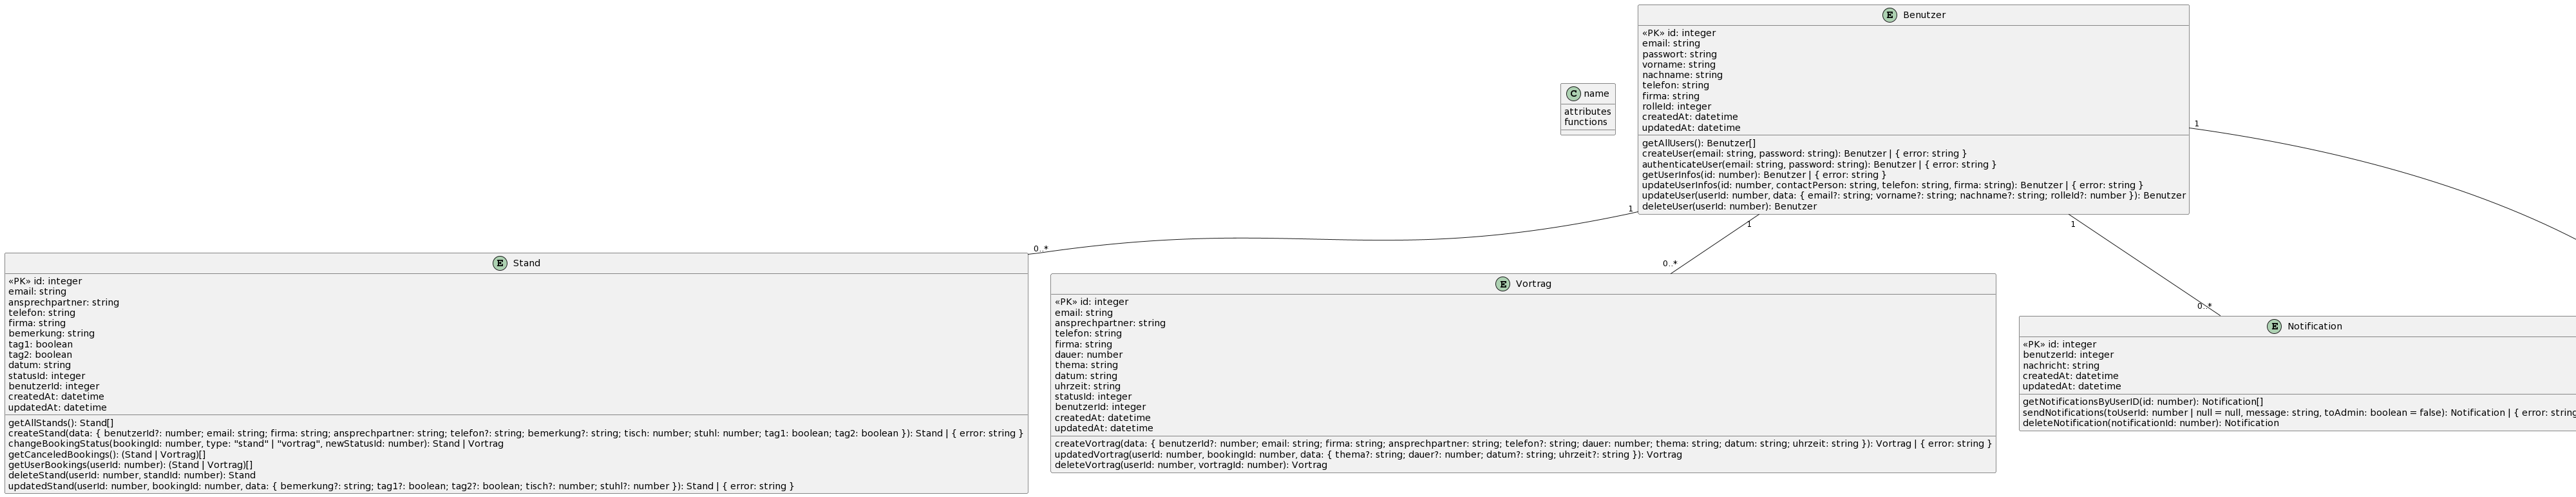 E Benutzer
«PK» id: integer
email: string
passwort: string
vorname: string
nachname: string
telefon: string
firma: string
rolleId: integer
createdAt: datetime
updatedAt: datetime
getAllUsers(): Benutzer[]
createUser(email: string, password: string): Benutzer | { error: string }
authenticateUser(email: string, password: string): Benutzer | { error: string }
getUserInfos(id: number): Benutzer | { error: string }
updateUserInfos(id: number, contactPerson: string, telefon: string, firma: string): Benutzer | { error: string }
updateUser(userId: number, data: { email?: string; vorname?: string; nachname?: string; rolleId?: number }): Benutzer
deleteUser(userId: number): Benutzer
C name
attributes
functions
1
1
1
1
0..*
0..*
0..*
E Stand
«PK» id: integer
email: string
ansprechpartner: string
telefon: string
firma: string
bemerkung: string
tag1: boolean
tag2: boolean
datum: string
statusId: integer
benutzerId: integer
createdAt: datetime
updatedAt: datetime
getAllStands(): Stand[]
createStand(data: { benutzerId?: number; email: string; firma: string; ansprechpartner: string; telefon?: string; bemerkung?: string; tisch: number; stuhl: number; tag1: boolean; tag2: boolean }): Stand | { error: string }
changeBookingStatus(bookingId: number, type: "stand" | "vortrag", newStatusId: number): Stand | Vortrag
getCanceledBookings(): (Stand | Vortrag)[]
getUserBookings(userId: number): (Stand | Vortrag)[]
deleteStand(userId: number, standId: number): Stand
updatedStand(userId: number, bookingId: number, data: { bemerkung?: string; tag1?: boolean; tag2?: boolean; tisch?: number; stuhl?: number }): Stand | { error: string }
E Vortrag
«PK» id: integer
email: string
ansprechpartner: string
telefon: string
firma: string
dauer: number
thema: string
datum: string
uhrzeit: string
statusId: integer
benutzerId: integer
createdAt: datetime
updatedAt: datetime
createVortrag(data: { benutzerId?: number; email: string; firma: string; ansprechpartner: string; telefon?: string; dauer: number; thema: string; datum: string; uhrzeit: string }): Vortrag | { error: string }
updatedVortrag(userId: number, bookingId: number, data: { thema?: string; dauer?: number; datum?: string; uhrzeit?: string }): Vortrag
deleteVortrag(userId: number, vortragId: number): Vortrag
E Notification
«PK» id: integer
benutzerId: integer
nachricht: string
createdAt: datetime
updatedAt: datetime
getNotificationsByUserID(id: number): Notification[]
sendNotifications(toUserId: number | null = null, message: string, toAdmin: boolean = false): Notification | { error: string
deleteNotification(notificationId: number): Notification